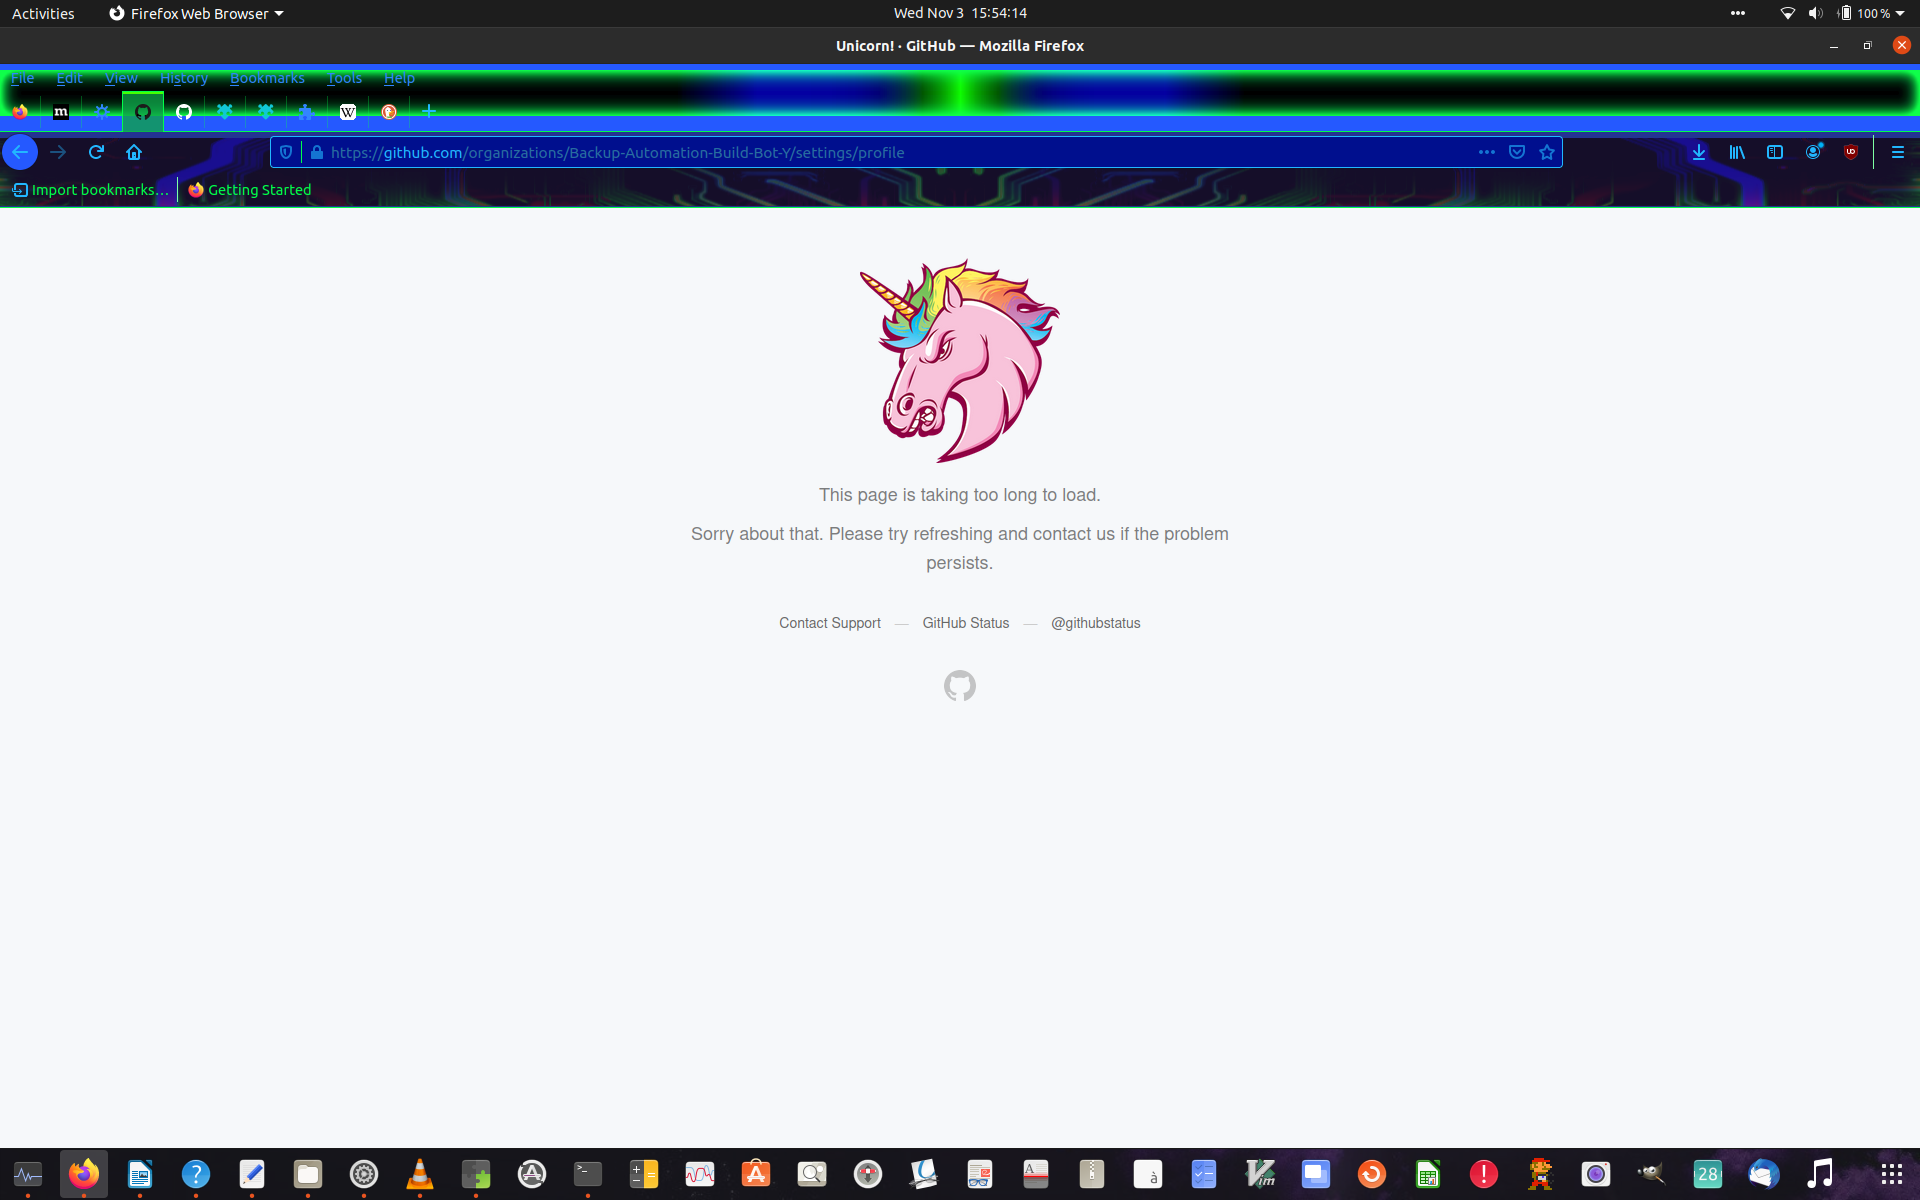 Activities Firefox Web Browser Wed Nov 3 15:54:14 100 %
Unicorn! · GitHub — Mozilla Firefox
File Edit View History Bookmarks Tools Help
m W
https://github.com/organizations/Backup-Automation-Build-Bot-Y/settings/profile
Import bookmarks... Getting Started
This page is taking too long to load.
Sorry about that. Please try refreshing and contact us if the problem
persists.
Contact Support — GitHub Status — @githubstatus
28